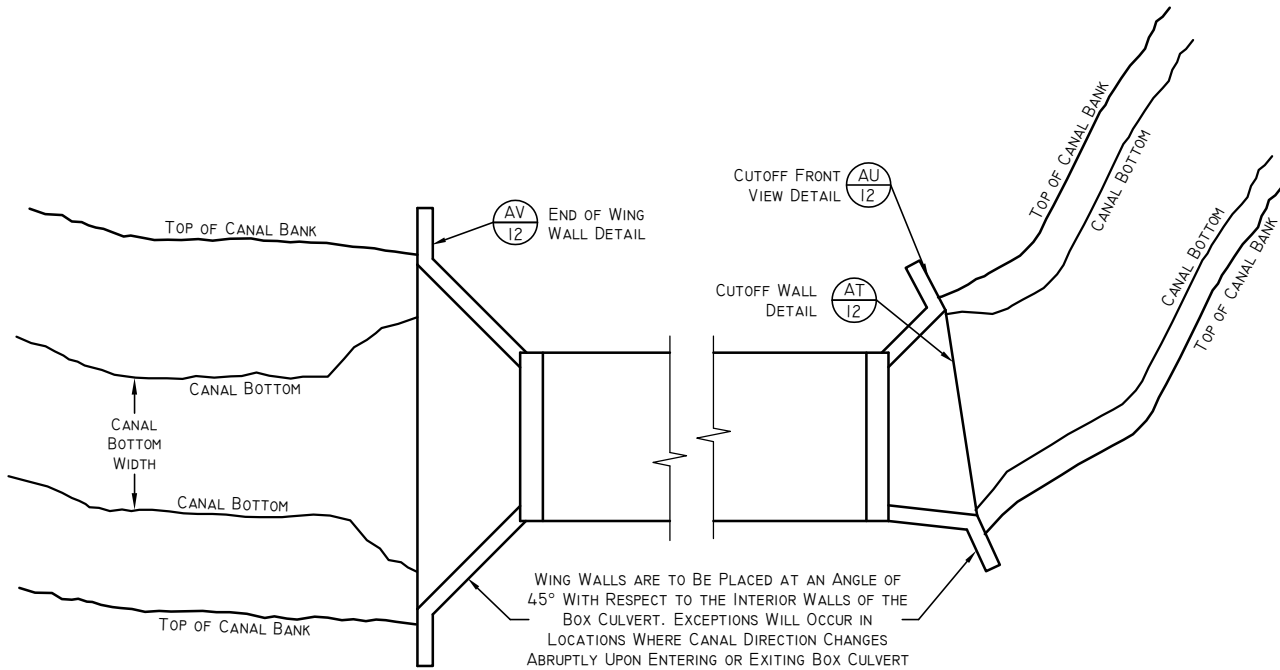 TOP OF CANAL BANK
CANAL BOTTOM
CANAL
BOTTOM
WIDTH
CANAL BOTTOM
TOP OF CANAL BANK
AV
12
END OF WING
WALL DETAIL
CUTOFF FRONT
VIEW DETAIL
AU
12
CUTOFF WALL
DETAIL
AT
12
TOP OF CANAL BANK
CANAL BOTTOM
CANAL BOTTOM
TOP OF CANAL BANK
WING WALLS ARE TO BE PLACED AT AN ANGLE OF
45° WITH RESPECT TO THE INTERIOR WALLS OF THE
BOX CULVERT. EXCEPTIONS WILL OCCUR IN
LOCATIONS WHERE CANAL DIRECTION CHANGES
ABRUPTLY UPON ENTERING OR EXITING BOX CULVERT